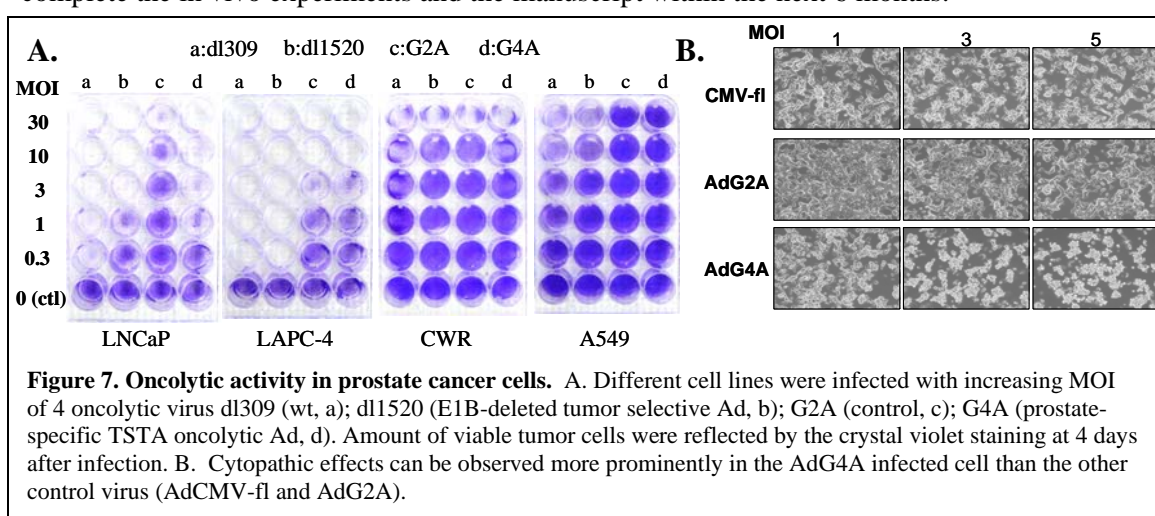 complete the in vivo experiments and the manuscript within the next 6 months.
A. a:dl309 b:dl1520 c:G2A d:G4A B. MOI 1 3 5
MOI a b c d a b c d a b c d a b c d
30
10
3
1
0.3
0 (ctl)
LNCaP LAPC-4 CWR A549
CMV-fl
AdG2A
AdG4A
Figure 7. Oncolytic activity in prostate cancer cells. A. Different cell lines were infected with increasing MOI
of 4 oncolytic virus dl309 (wt, a); dl1520 (E1B-deleted tumor selective Ad, b); G2A (control, c); G4A (prostate-
specific TSTA oncolytic Ad, d). Amount of viable tumor cells were reflected by the crystal violet staining at 4 days
after infection. B. Cytopathic effects can be observed more prominently in the AdG4A infected cell than the other
control virus (AdCMV-fl and AdG2A).